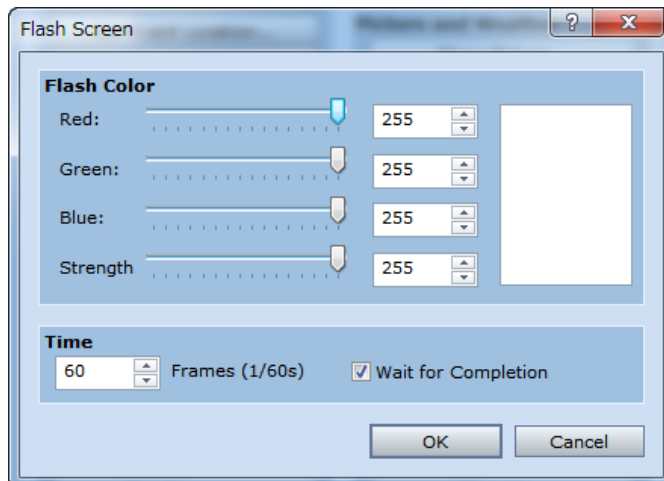 Flash Screen
Flash Color
Red: 255
Green: 255
Blue: 255
Strength 255
Time
60 Frames (1/60s) Wait for Completion
OK Cancel